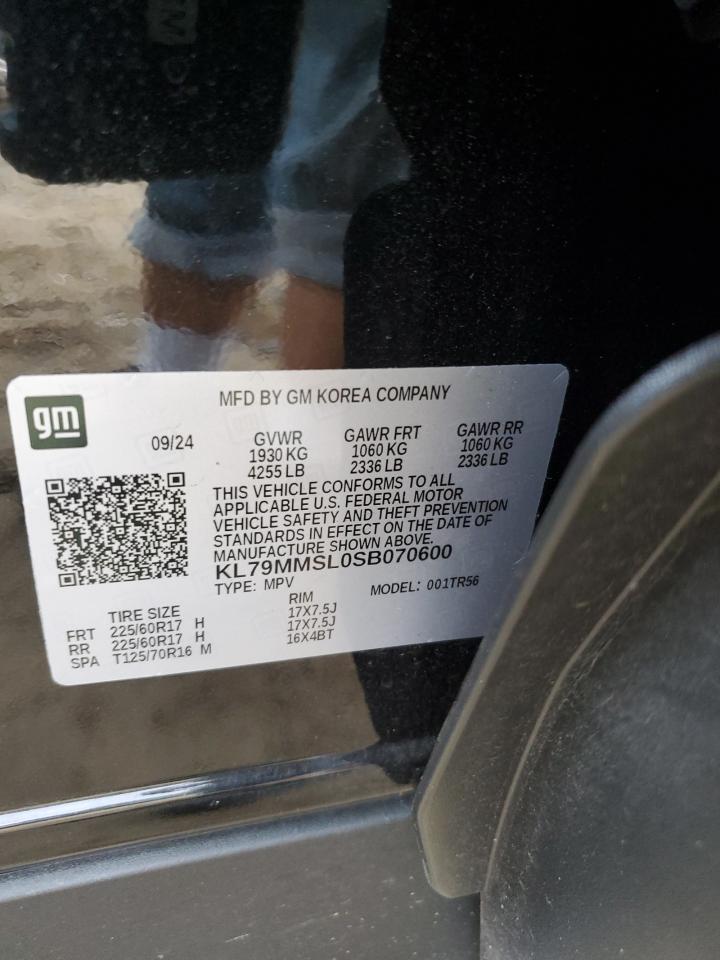 gm
MFD BY GM KOREA COMPANY
09/24
GVWR GAWR FRT GAWR RR
1930 KG 1060 KG 1060 KG
4255 LB 2336 LB 2336 LB
THIS VEHICLE CONFORMS TO ALL
APPLICABLE U.S. FEDERAL MOTOR
VEHICLE SAFETY AND THEFT PREVENTION
STANDARDS IN EFFECT ON THE DATE OF
MANUFACTURE SHOWN ABOVE.
KL79MMSL0SB070600
TYPE: MPV MODEL: 001TR56
TIRE SIZE RIM
FRT 225/60R17 H 17X7.5J
RR 225/60R17 H 17X7.5J
SPA T125/70R16 M 16X4BT